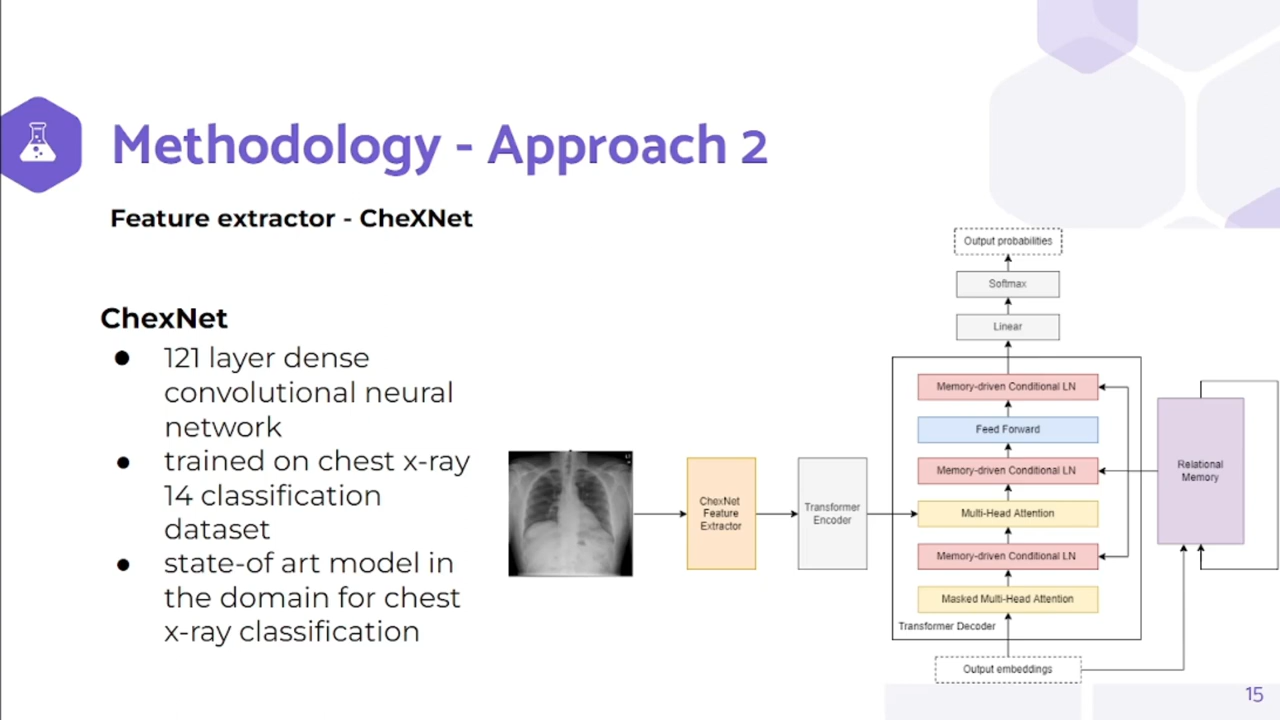 Methodology - Approach 2
Feature extractor - CheXNet
ChexNet
● 121 layer dense
convolutional neural
network
● trained on chest x-ray
14 classification
dataset
● state-of art model in
the domain for chest
x-ray classification
ChexNet
Feature
Extractor
Transformer
Encoder
Output probabilities
Softmax
Linear
Memory-driven Conditional LN
Feed Forward
Memory-driven Conditional LN
Multi-Head Attention
Memory-driven Conditional LN
Masked Multi-Head Attention
Transformer Decoder
Output embeddings
Relational
Memory
15